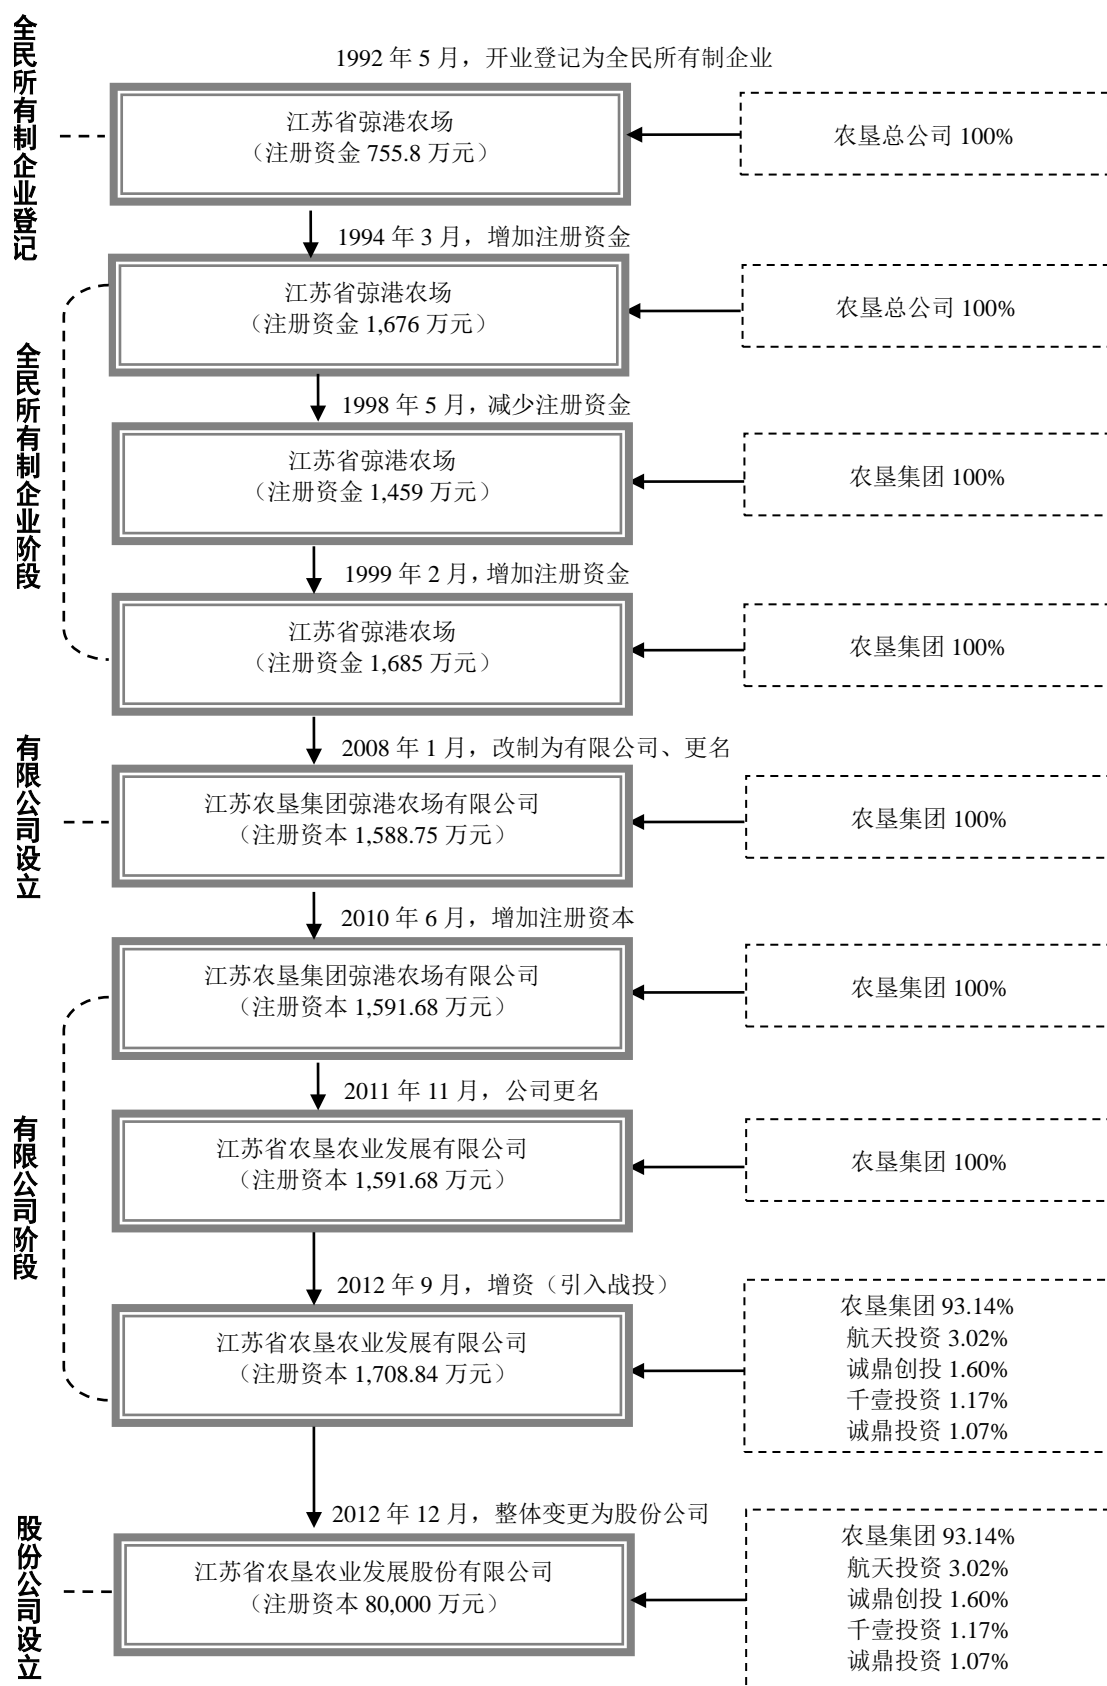 全民所有制企业登记
1992 年 5 月，开业登记为全民所有制企业
江苏省弶港农场
（注册资金 755.8 万元）
农垦总公司 100%
1994 年 3 月，增加注册资金
江苏省弶港农场
（注册资金 1,676 万元）
农垦总公司 100%
全民所有制企业阶段
1998 年 5 月，减少注册资金
江苏省弶港农场
（注册资金 1,459 万元）
农垦集团 100%
1999 年 2 月，增加注册资金
江苏省弶港农场
（注册资金 1,685 万元）
农垦集团 100%
有限公司设立
2008 年 1 月，改制为有限公司、更名
江苏农垦集团弶港农场有限公司
（注册资本 1,588.75 万元）
农垦集团 100%
2010 年 6 月，增加注册资本
江苏农垦集团弶港农场有限公司
（注册资本 1,591.68 万元）
农垦集团 100%
有限公司阶段
2011 年 11 月，公司更名
江苏省农垦农业发展有限公司
（注册资本 1,591.68 万元）
农垦集团 100%
2012 年 9 月，增资（引入战投）
江苏省农垦农业发展有限公司
（注册资本 1,708.84 万元）
农垦集团 93.14%
航天投资 3.02%
诚鼎创投 1.60%
千壹投资 1.17%
诚鼎投资 1.07%
股份公司设立
2012 年 12 月，整体变更为股份公司
江苏省农垦农业发展股份有限公司
（注册资本 80,000 万元）
农垦集团 93.14%
航天投资 3.02%
诚鼎创投 1.60%
千壹投资 1.17%
诚鼎投资 1.07%